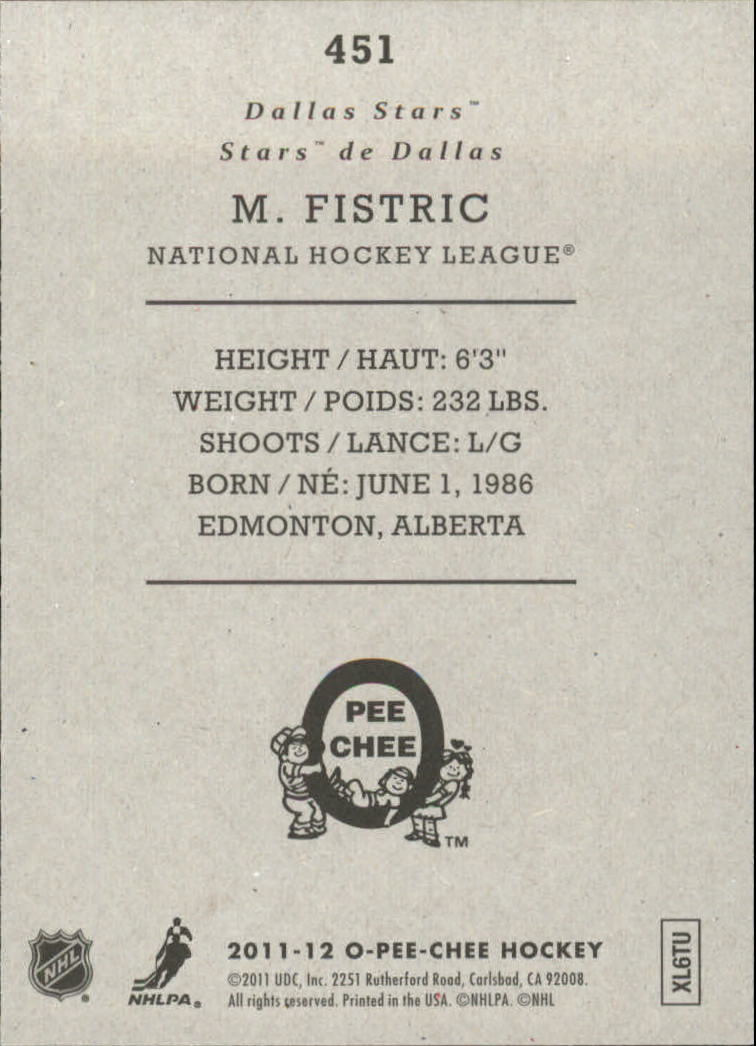 451
Dallas Stars™
Stars™ de Dallas
M. FISTRIC
NATIONAL HOCKEY LEAGUE®
HEIGHT / HAUT: 6'3"
WEIGHT / POIDS: 232 LBS.
SHOOTS / LANCE: L/G
BORN / NÉ: JUNE 1, 1986
EDMONTON, ALBERTA
O
PEE
CHEE
TM
NHL®
NHLPA®
2011-12 O-PEE-CHEE HOCKEY
©2011 UDC, Inc. 2251 Rutherford Road, Carlsbad, CA 92008.
All rights reserved. Printed in the USA. ©NHLPA. ©NHL
XL6TU